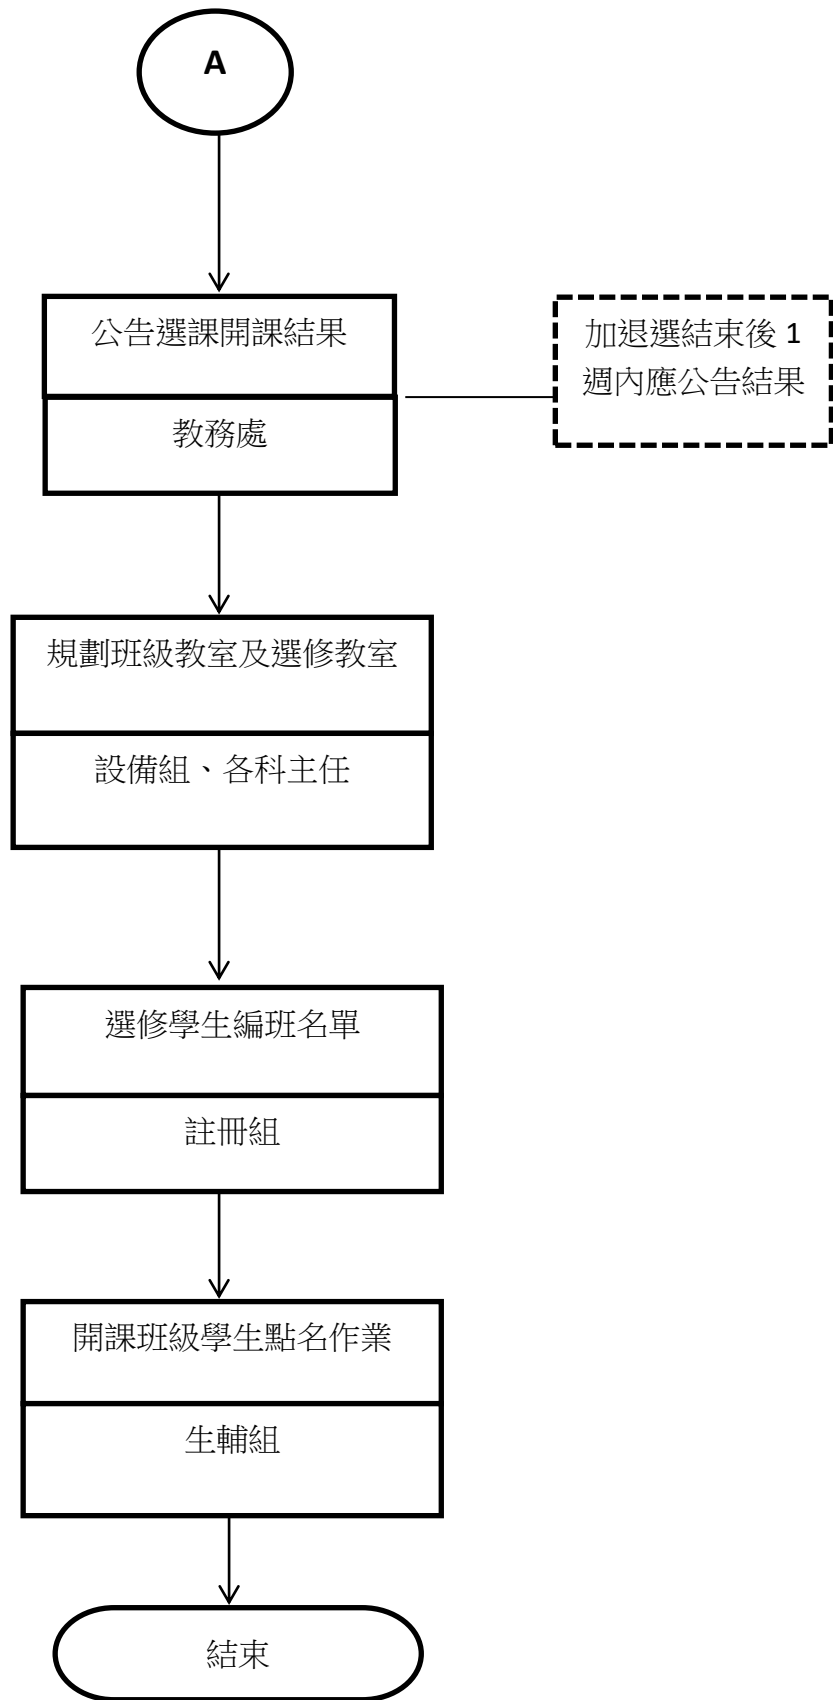 A
公告選課開課結果
教務處
加退選結束後 1
週內應公告結果
規劃班級教室及選修教室
設備組、各科主任
選修學生編班名單
註冊組
開課班級學生點名作業
生輔組
結束